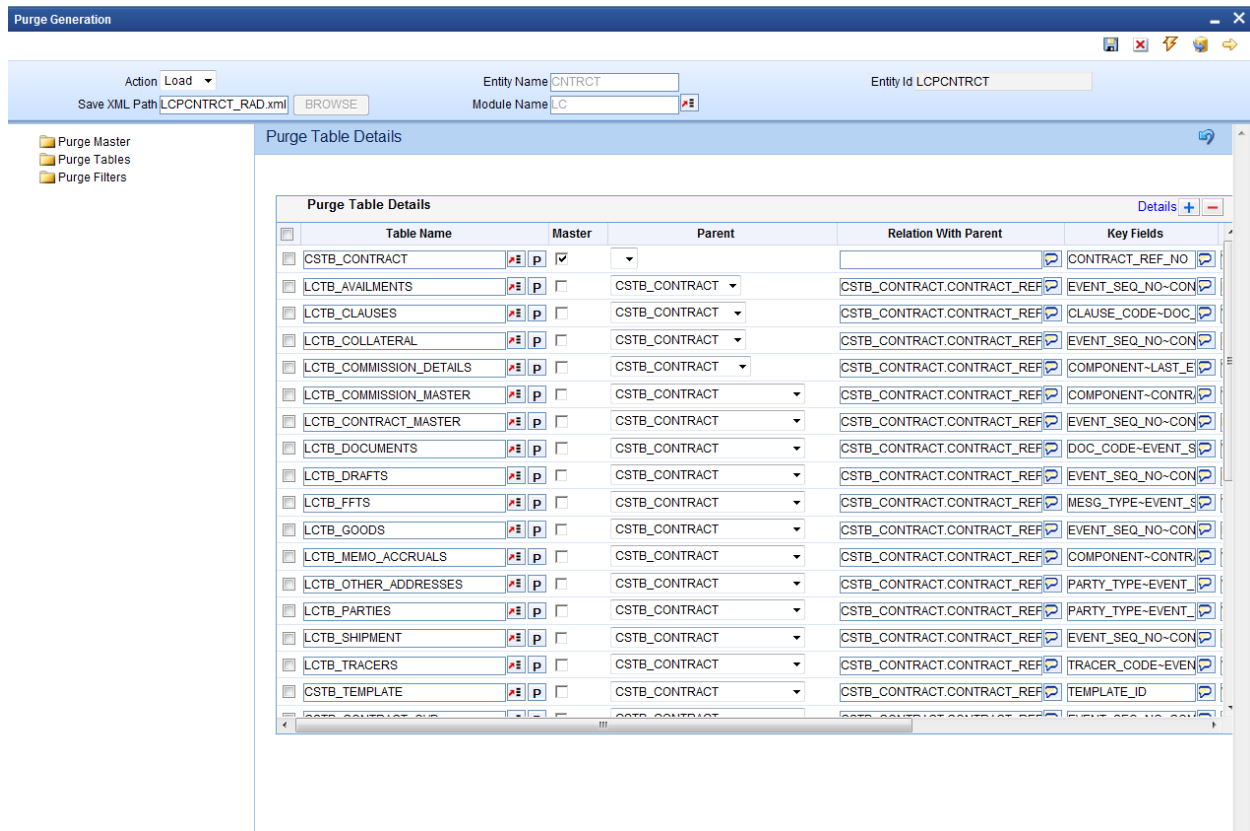 Purge Generation
Action Load Entity Name CNTRCT Entity Id LCPCNTRCT
Save XML Path LCPCNTRCT_RAD.xml BROWSE Module Name LC
Purge Master
Purge Tables
Purge Filters
Purge Table Details
Purge Table Details Details
Table Name Master Parent Relation With Parent Key Fields
CSTB_CONTRACT P CONTRACT_REF_NO
LCTB_AVAILMENTS P CSTB_CONTRACT CSTB_CONTRACT.CONTRACT_REF EVENT_SEQ_NO~CON
LCTB_CLAUSES P CSTB_CONTRACT CSTB_CONTRACT.CONTRACT_REF CLAUSE_CODE~DOC_
LCTB_COLLATERAL P CSTB_CONTRACT CSTB_CONTRACT.CONTRACT_REF EVENT_SEQ_NO~CON
LCTB_COMMISSION_DETAILS P CSTB_CONTRACT CSTB_CONTRACT.CONTRACT_REF COMPONENT~LAST_E
LCTB_COMMISSION_MASTER P CSTB_CONTRACT CSTB_CONTRACT.CONTRACT_REF COMPONENT~CONTRA
LCTB_CONTRACT_MASTER P CSTB_CONTRACT CSTB_CONTRACT.CONTRACT_REF EVENT_SEQ_NO~CON
LCTB_DOCUMENTS P CSTB_CONTRACT CSTB_CONTRACT.CONTRACT_REF DOC_CODE~EVENT_S
LCTB_DRAFTS P CSTB_CONTRACT CSTB_CONTRACT.CONTRACT_REF EVENT_SEQ_NO~CON
LCTB_FFTS P CSTB_CONTRACT CSTB_CONTRACT.CONTRACT_REF MESG_TYPE~EVENT_S
LCTB_GOODS P CSTB_CONTRACT CSTB_CONTRACT.CONTRACT_REF EVENT_SEQ_NO~CON
LCTB_MEMO_ACCRUALS P CSTB_CONTRACT CSTB_CONTRACT.CONTRACT_REF COMPONENT~CONTRA
LCTB_OTHER_ADDRESSES P CSTB_CONTRACT CSTB_CONTRACT.CONTRACT_REF PARTY_TYPE~EVENT_
LCTB_PARTIES P CSTB_CONTRACT CSTB_CONTRACT.CONTRACT_REF PARTY_TYPE~EVENT_
LCTB_SHIPMENT P CSTB_CONTRACT CSTB_CONTRACT.CONTRACT_REF EVENT_SEQ_NO~CON
LCTB_TRACERS P CSTB_CONTRACT CSTB_CONTRACT.CONTRACT_REF TRACER_CODE~EVEN
CSTB_TEMPLATE P CSTB_CONTRACT CSTB_CONTRACT.CONTRACT_REF TEMPLATE_ID